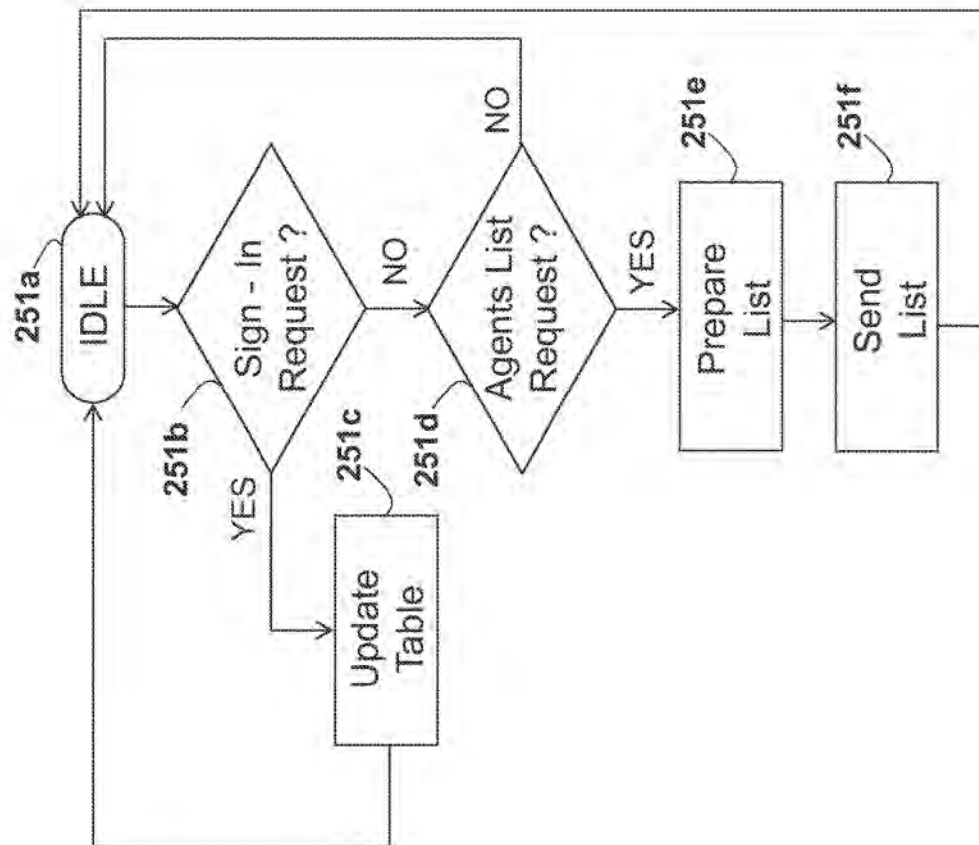 251a
IDLE
Sign - In
Request ?
251b
YES
NO
251c
Update
Table
Agents List
Request ?
251d
NO
YES
251e
Prepare
List
251f
Send
List